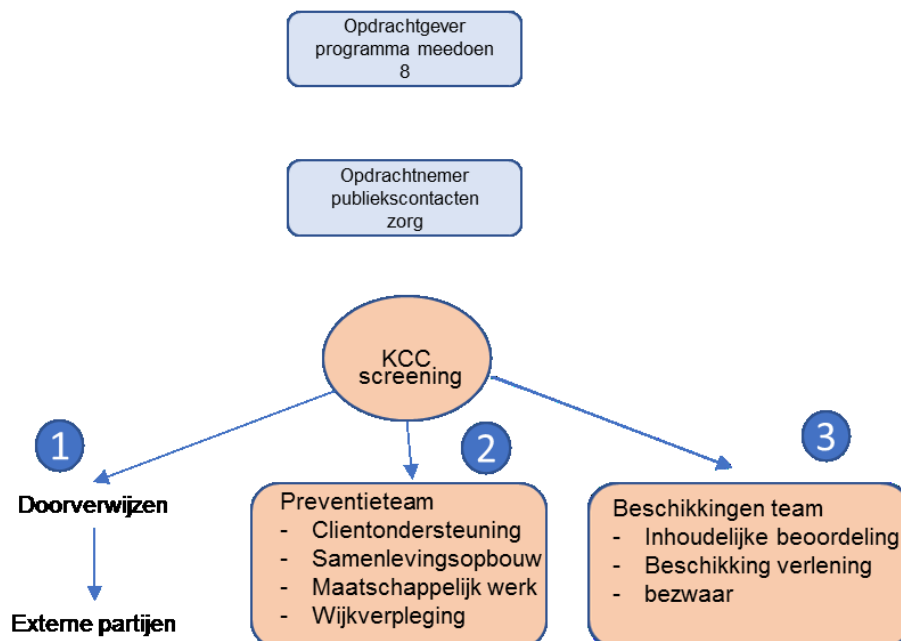 Opdrachtgever
programma meedoen
8
Opdrachtnemer
publiekscontacten
zorg
KCC
screening
1
2
3
Doorverwijzen
Externe partijen
Preventieteam
- Clientondersteuning
- Samenlevingsopbouw
- Maatschappelijk werk
- Wijkverpleging
Beschikkingen team
- Inhoudelijke beoordeling
- Beschikking verlening
- bezwaar